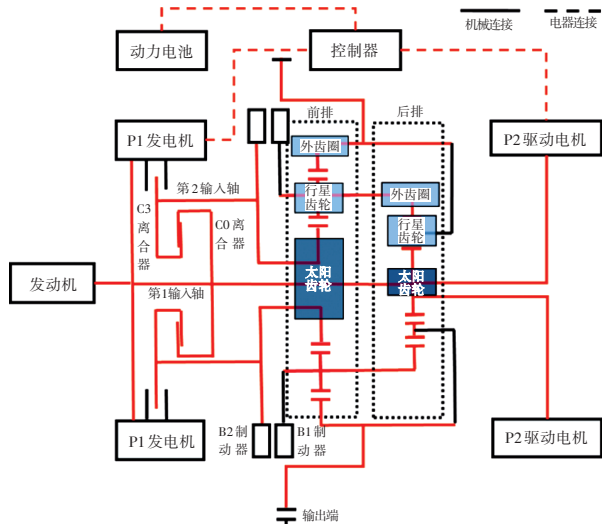 机械连接
电器连接
动力电池
控制器
前排
后排
P1发电机
P2驱动电机
外齿圈
第2输入轴
行星
齿轮
外齿圈
C3
离
合
器
C0离
合
器
行星
齿轮
发动机
太阳
齿轮
太阳
齿轮
第1输入轴
P1发电机
B2制
动
器
B1制
动
器
P2驱动电机
输出端